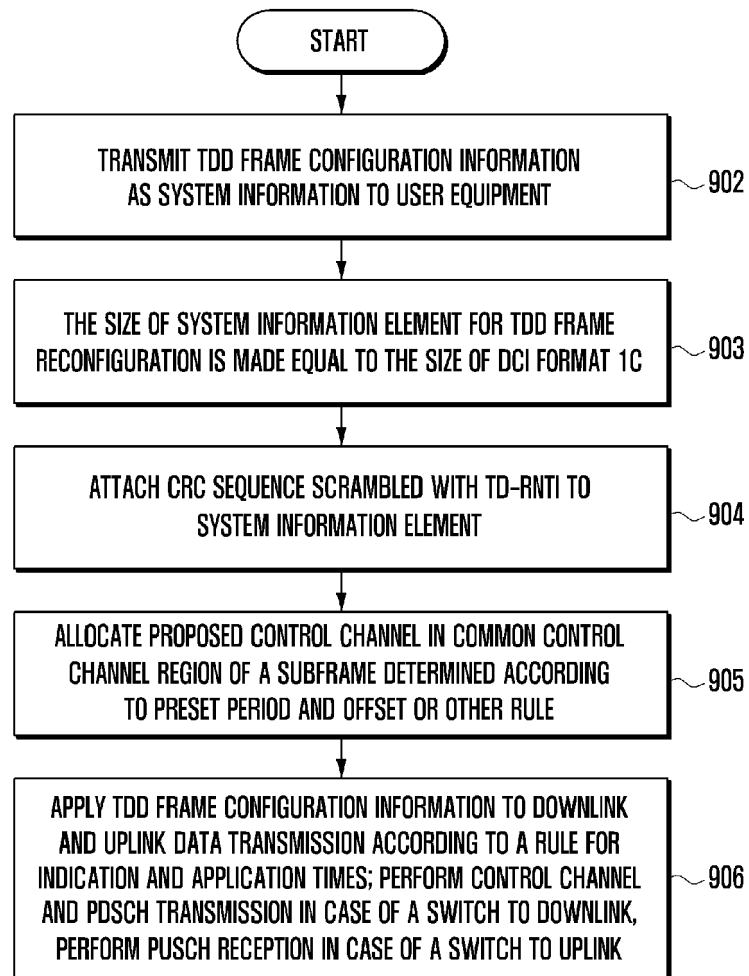 START
TRANSMIT TDD FRAME CONFIGURATION INFORMATION
AS SYSTEM INFORMATION TO USER EQUIPMENT
902
THE SIZE OF SYSTEM INFORMATION ELEMENT FOR TDD FRAME
RECONFIGURATION IS MADE EQUAL TO THE SIZE OF DCI FORMAT 1C
903
ATTACH CRC SEQUENCE SCRAMBLED WITH TD-RNTI TO
SYSTEM INFORMATION ELEMENT
904
ALLOCATE PROPOSED CONTROL CHANNEL IN COMMON CONTROL
CHANNEL REGION OF A SUBFRAME DETERMINED ACCORDING
TO PRESET PERIOD AND OFFSET OR OTHER RULE
905
APPLY TDD FRAME CONFIGURATION INFORMATION TO DOWNLINK
AND UPLINK DATA TRANSMISSION ACCORDING TO A RULE FOR
INDICATION AND APPLICATION TIMES; PERFORM CONTROL CHANNEL
AND PDSCH TRANSMISSION IN CASE OF A SWITCH TO DOWNLINK,
PERFORM PUSCH RECEPTION IN CASE OF A SWITCH TO UPLINK
906